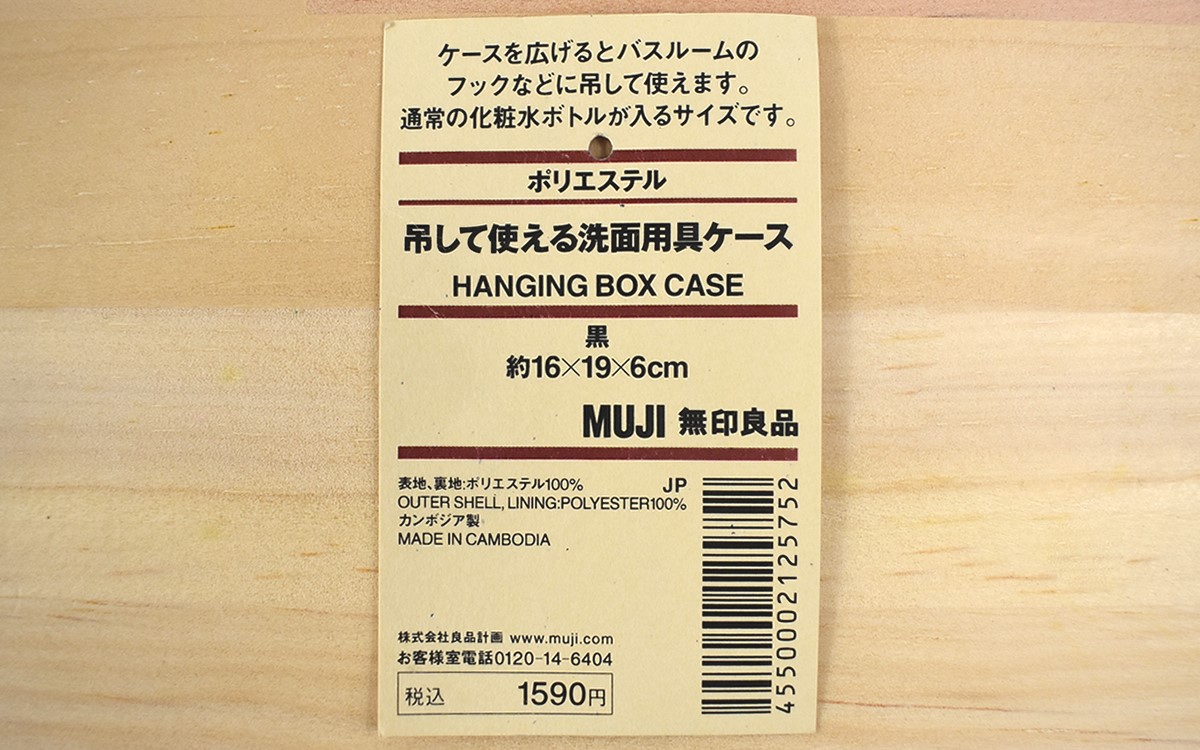 ケースを広げるとバスルームの
フックなどに吊して使えます。
通常の化粧水ボトルが入るサイズです。
ポリエステル
吊して使える洗面用具ケース
HANGING BOX CASE
黒
約16×19×6cm
MUJI 無印良品
表地、裏地:ポリエステル100%
JP
OUTER SHELL, LINING:POLYESTER100%
カンボジア製
MADE IN CAMBODIA
4550002125752
株式会社良品計画 www.muji.com
お客様室電話0120-14-6404
税込 1590円